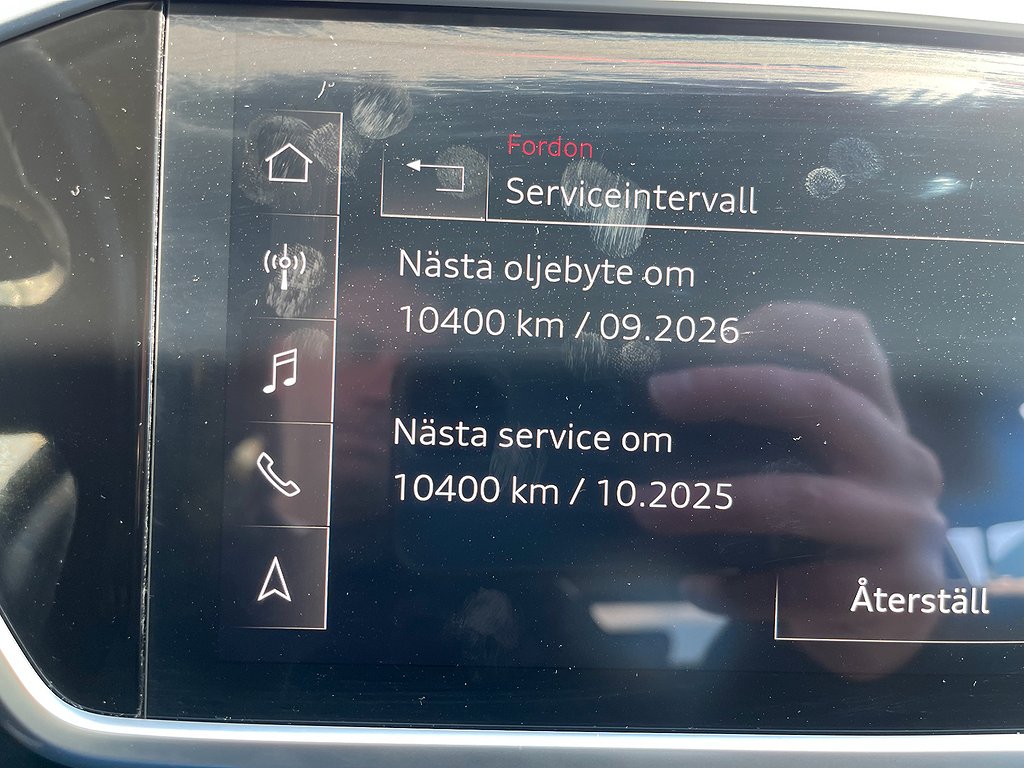 Fordon
Serviceintervall
Nästa oljebyte om
10400 km / 09.2026
Nästa service om
10400 km / 10.2025
Återställ